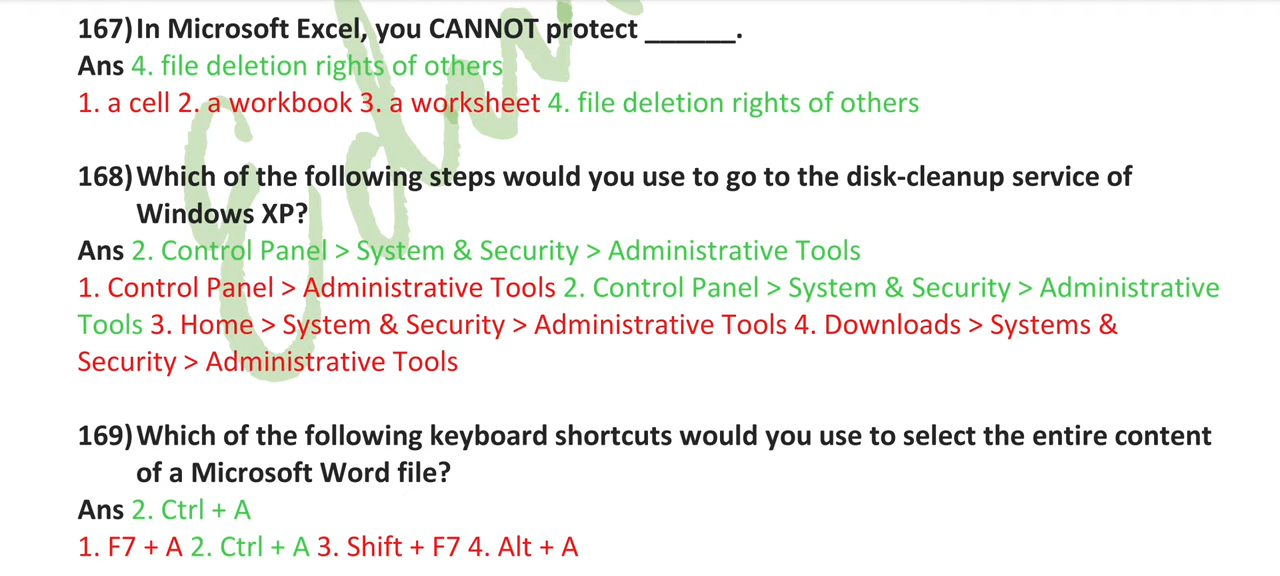 167) In Microsoft Excel, you CANNOT protect ______.
Ans 4. file deletion rights of others
1. a cell 2. a workbook 3. a worksheet 4. file deletion rights of others
168) Which of the following steps would you use to go to the disk-cleanup service of
Windows XP?
Ans 2. Control Panel > System & Security > Administrative Tools
1. Control Panel > Administrative Tools 2. Control Panel > System & Security > Administrative
Tools 3. Home > System & Security > Administrative Tools 4. Downloads > Systems &
Security > Administrative Tools
169) Which of the following keyboard shortcuts would you use to select the entire content
of a Microsoft Word file?
Ans 2. Ctrl + A
1. F7 + A 2. Ctrl + A 3. Shift + F7 4. Alt + A